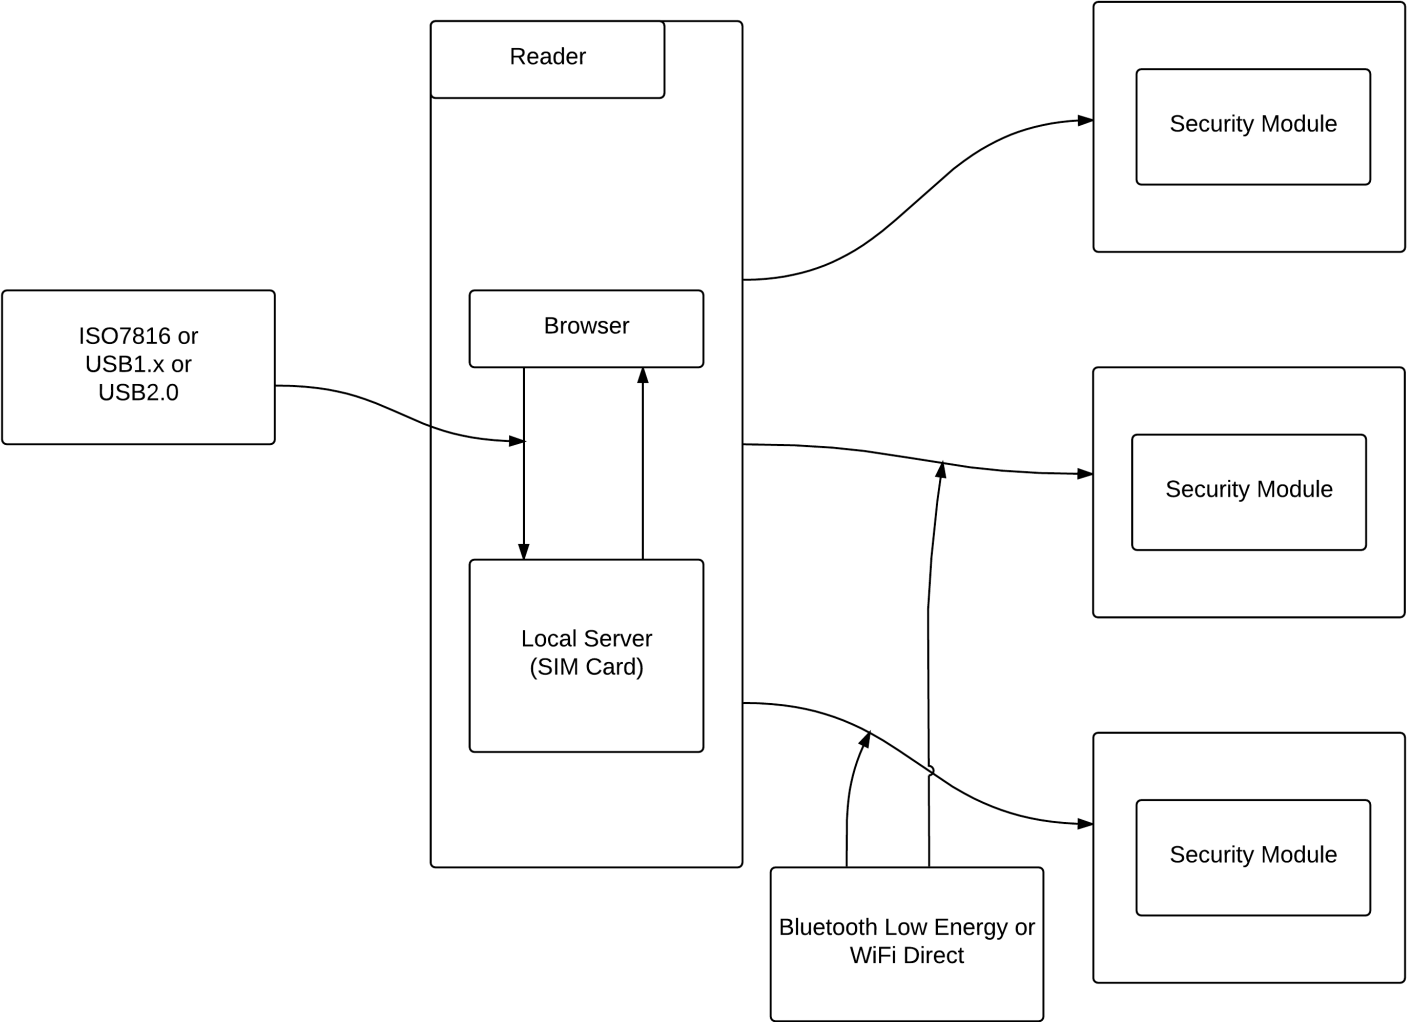 Reader
Security Module
ISO7816 or
USB1.x or
USB2.0
Browser
Security Module
Local Server
(SIM Card)
Security Module
Bluetooth Low Energy or
WiFi Direct